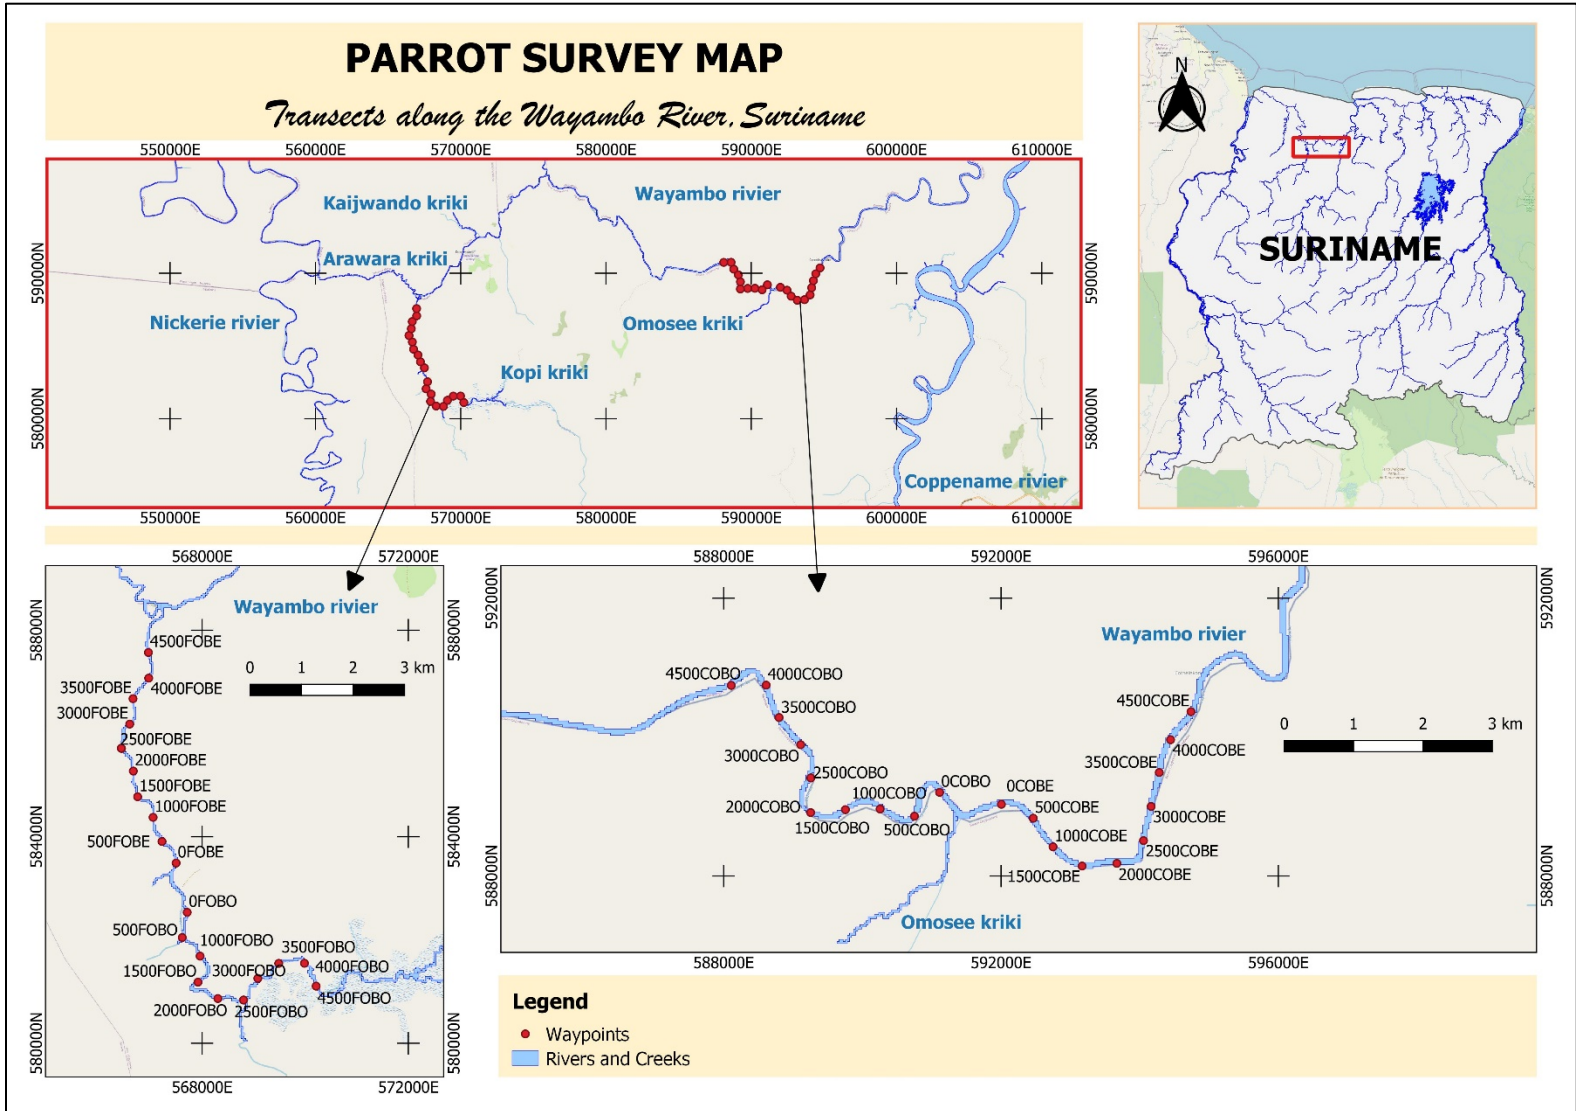 PARROT SURVEY MAP
Transects along the Wayambo River, Suriname
550000E 560000E 570000E 580000E 590000E 600000E 610000E
590000N
580000N
Kaijwando kriki
Wayambo rivier
Arawara kriki
Nickerie rivier
Omosee kriki
Kopi kriki
Coppename rivier
590000N
580000N
550000E 560000E 570000E 580000E 590000E 600000E 610000E
N
SURINAME
568000E 572000E
588000N
584000N
580000N
Wayambo rivier
4500FOBE
0 1 2 3 km
4000FOBE
3500FOBE
3000FOBE
2500FOBE
2000FOBE
1500FOBE
1000FOBE
500FOBE
0FOBE
0FOBO
500FOBO
1000FOBO
3500FOBO
1500FOBO
3000FOBO
4000FOBO
2000FOBO
2500FOBO
4500FOBO
588000N
584000N
580000N
568000E 572000E
588000E 592000E 596000E
592000N
588000N
Wayambo rivier
4500COBO
4000COBO
3500COBO
3000COBO
2500COBO
2000COBO
1500COBO
1000COBO
500COBO
0COBO
0COBE
500COBE
1000COBE
1500COBE
2000COBE
2500COBE
3000COBE
3500COBE
4000COBE
4500COBE
0 1 2 3 km
Omosee kriki
592000N
588000N
588000E 592000E 596000E
Legend
Waypoints
Rivers and Creeks